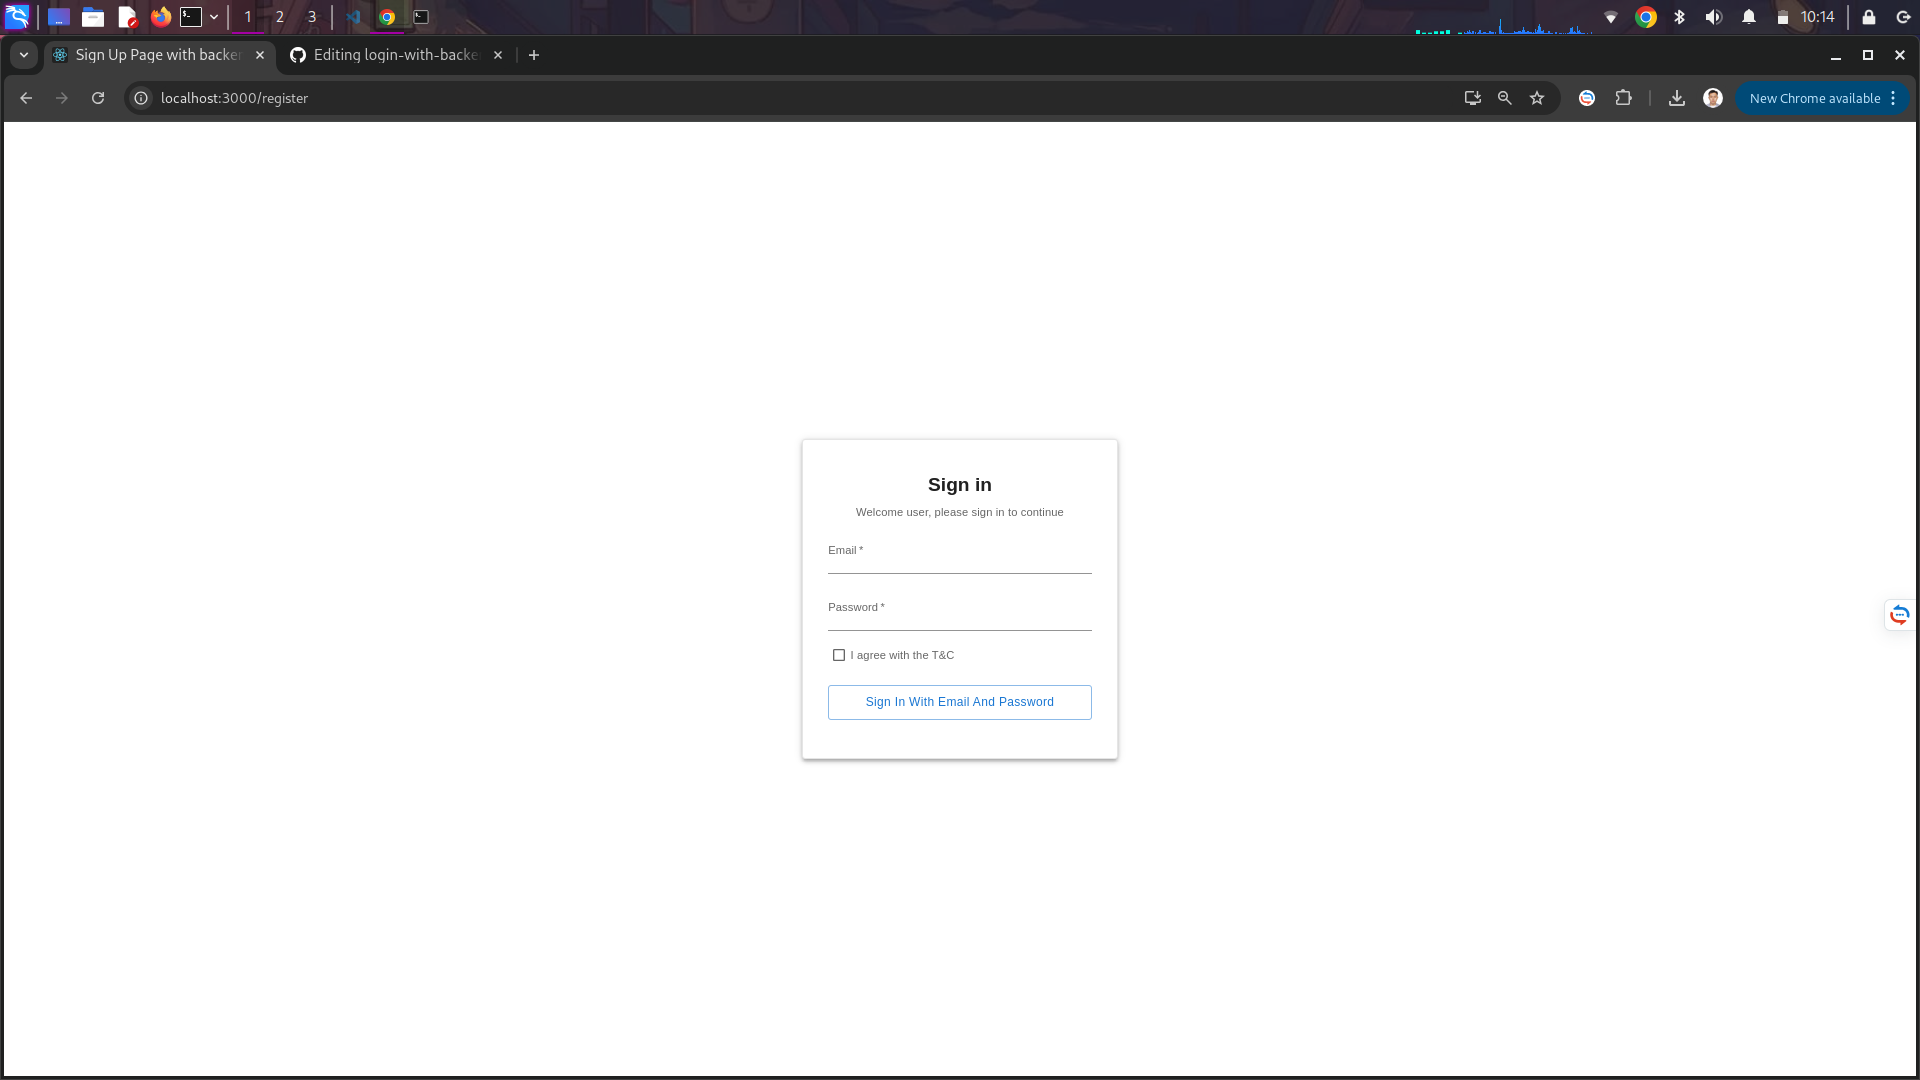 1 2 3 10:14
Sign Up Page with backen Editing login-with-backe
localhost:3000/register New Chrome available
Sign in
Welcome user, please sign in to continue
Email *
Password *
I agree with the T&C
Sign In With Email And Password